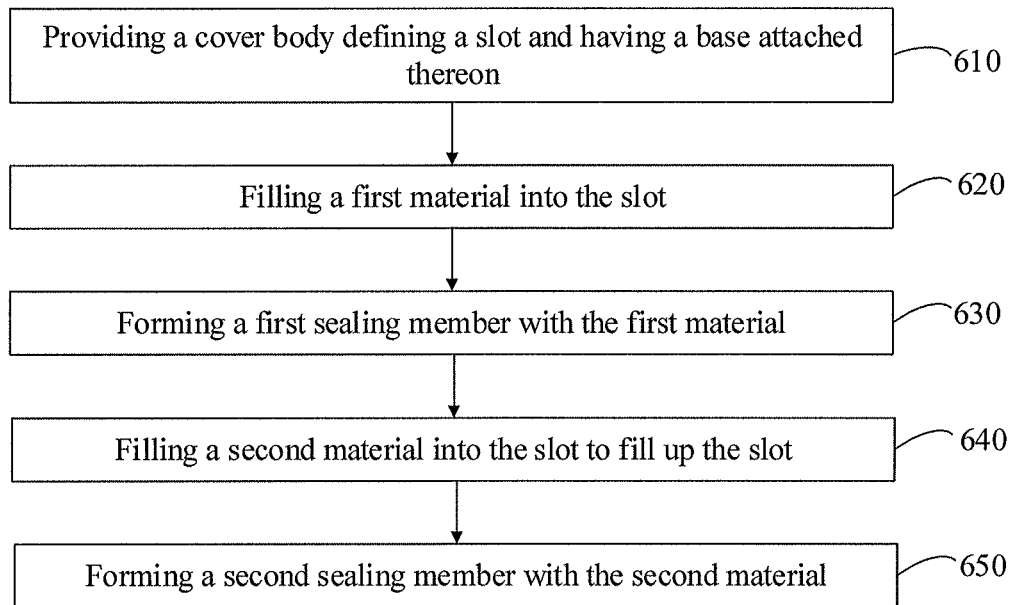 Providing a cover body defining a slot and having a base attached
thereon
610
Filling a first material into the slot
620
Forming a first sealing member with the first material
630
Filling a second material into the slot to fill up the slot
640
Forming a second sealing member with the second material
650